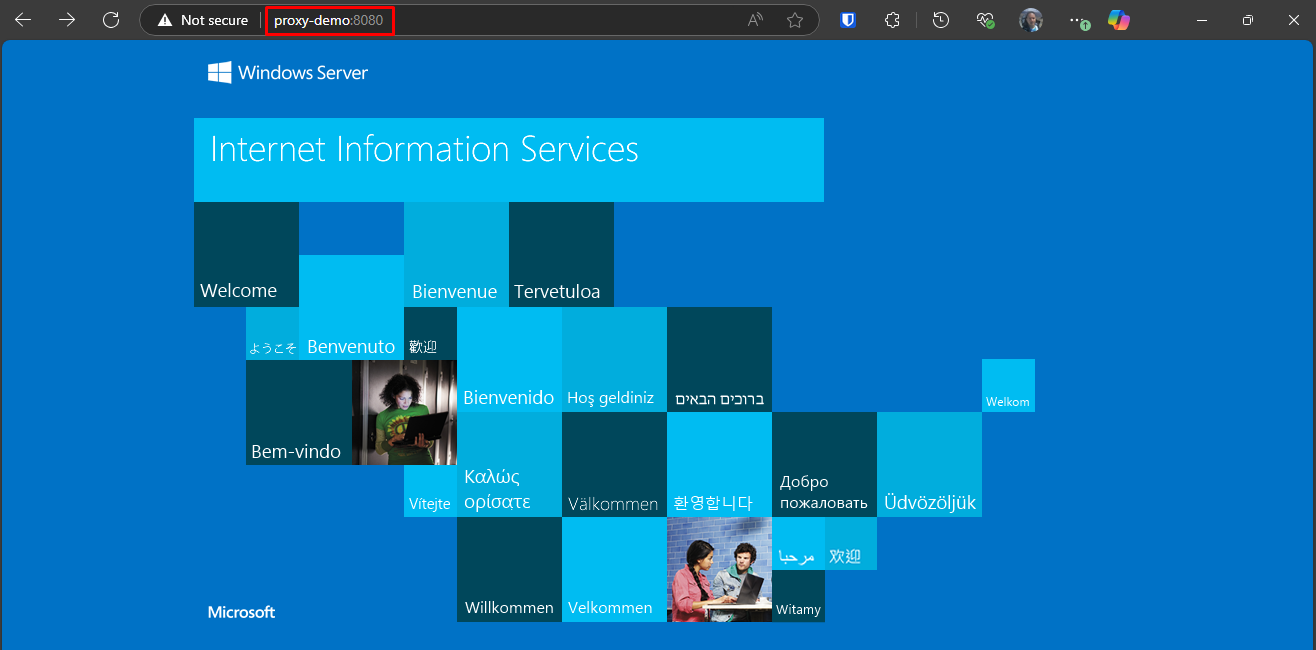 Not secure
proxy-demo:8080
Windows Server
Internet Information Services
Welcome
Bienvenue
Tervetuloa
ようこそ
Benvenuto
歡迎
Bienvenido
Hoş geldiniz
ברוכים הבאים
Welkom
Bem-vindo
Vítejte
Καλώς
ορίσατε
Välkommen
환영합니다
Добро
пожаловать
Üdvözöljük
Willkommen
Velkommen
مرحبا
欢迎
Witamy
Microsoft